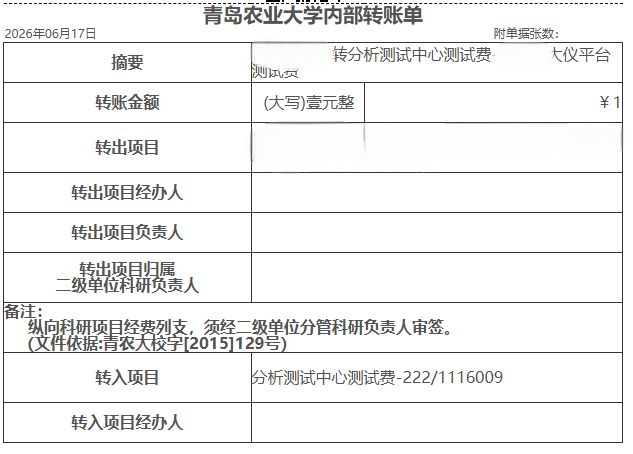 青岛农业大学内部转账单
2026年06月17日 附单据张数:
摘要 转分析测试中心测试费- 大仪平台
测试费
转账金额 (大写)壹元整 ￥1
转出项目
转出项目经办人
转出项目负责人
转出项目归属
二级单位科研负责人
备注:
纵向科研项目经费列支，须经二级单位分管科研负责人审签。
(文件依据:青农大校字[2015]129号)
转入项目 分析测试中心测试费-222/1116009
转入项目经办人